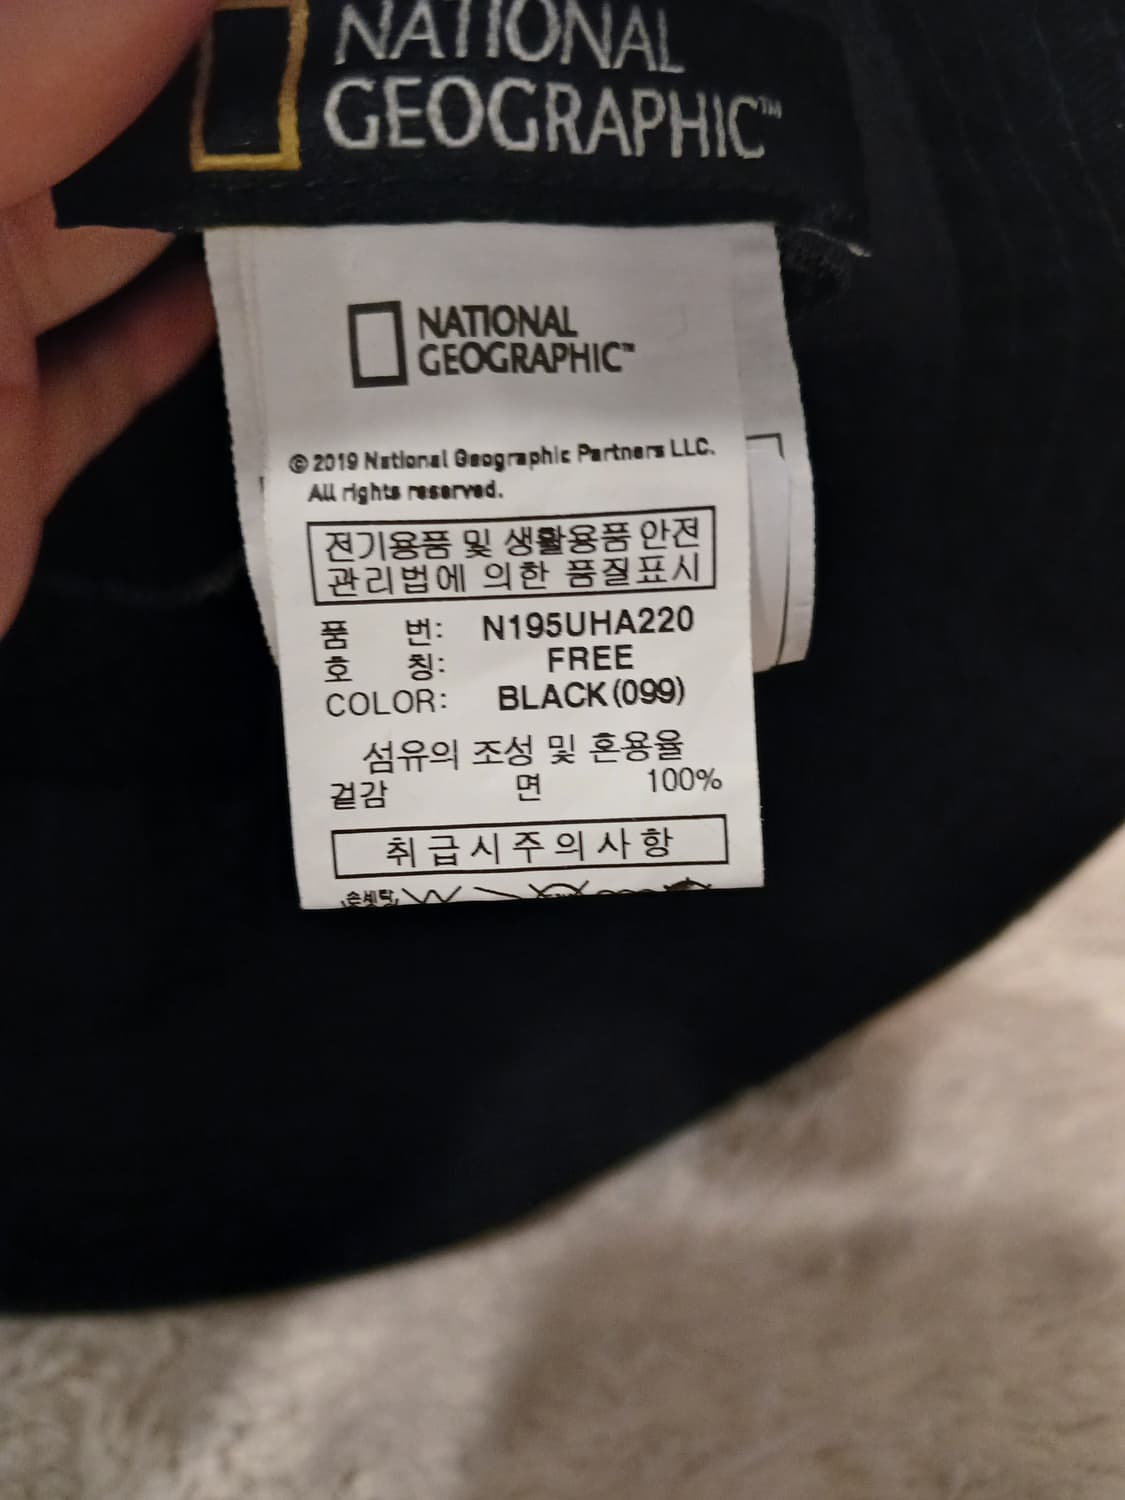 NATIONAL
GEOGRAPHIC™
NATIONAL
GEOGRAPHIC™
© 2019 National Geographic Partners LLC.
All rights reserved.
전기용품 및 생활용품 안전
관리법에 의한 품질표시
품 번: N195UHA220
호 칭: FREE
COLOR: BLACK(099)
섬유의 조성 및 혼용율
겉감 면 100%
취급시주의사항
손세탁